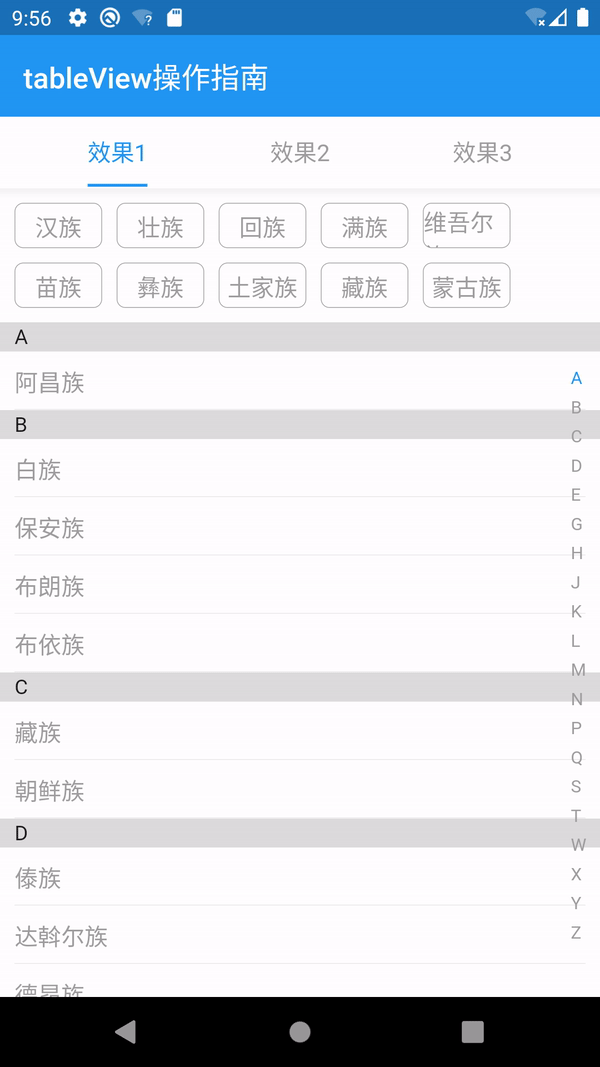 9:56
tableView操作指南
效果1 效果2 效果3
汉族 壮族 回族 满族 维吾尔
苗族 彝族 土家族 藏族 蒙古族
A
阿昌族
B
白族
保安族
布朗族
布依族
C
藏族
朝鲜族
D
傣族
达斡尔族
德昂族
A
B
C
D
E
G
H
J
K
L
M
N
P
Q
S
T
W
X
Y
Z